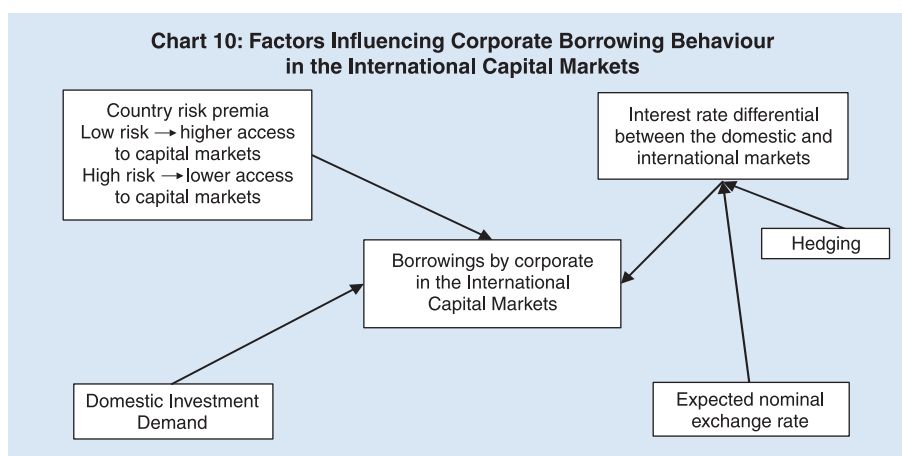 Chart 10: Factors Influencing Corporate Borrowing Behaviour
in the International Capital Markets
Country risk premia
Low risk → higher access
to capital markets
High risk → lower access
to capital markets
Interest rate differential
between the domestic and
international markets
Hedging
Borrowings by corporate
in the International
Capital Markets
Domestic Investment
Demand
Expected nominal
exchange rate